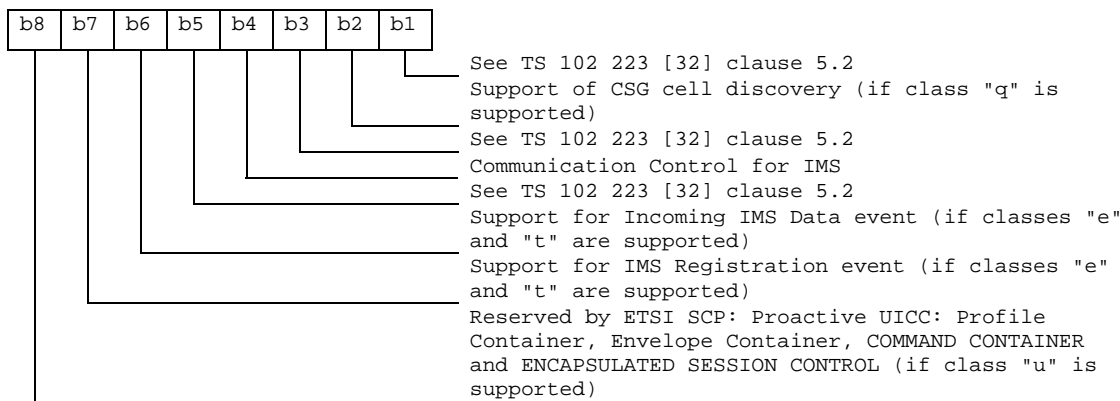 b8 b7 b6 b5 b4 b3 b2 b1
See TS 102 223 [32] clause 5.2
Support of CSG cell discovery (if class "q" is
supported)
See TS 102 223 [32] clause 5.2
Communication Control for IMS
See TS 102 223 [32] clause 5.2
Support for Incoming IMS Data event (if classes "e"
and "t" are supported)
Support for IMS Registration event (if classes "e"
and "t" are supported)
Reserved by ETSI SCP: Proactive UICC: Profile
Container, Envelope Container, COMMAND CONTAINER
and ENCAPSULATED SESSION CONTROL (if class "u" is
supported)